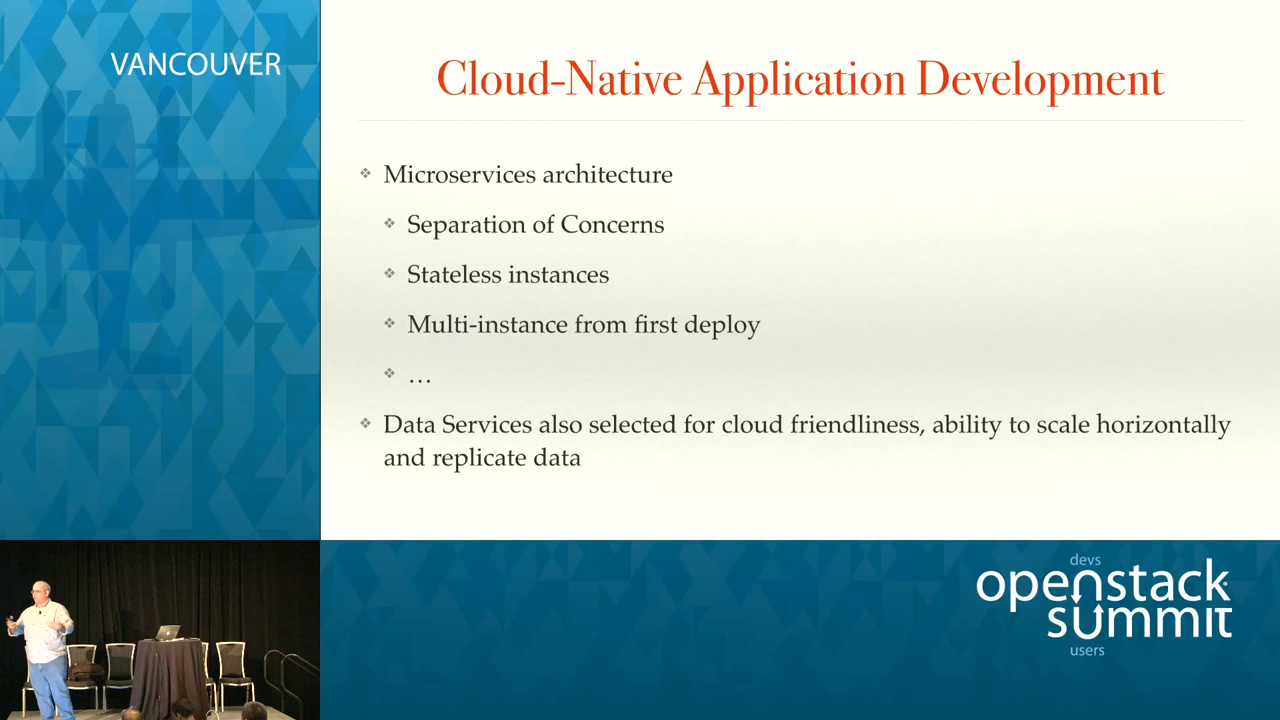 VANCOUVER
Cloud-Native Application Development
❖ Microservices architecture
❖ Separation of Concerns
❖ Stateless instances
❖ Multi-instance from first deploy
❖ …
❖ Data Services also selected for cloud friendliness, ability to scale horizontally
and replicate data
devs
openstack
summit
users